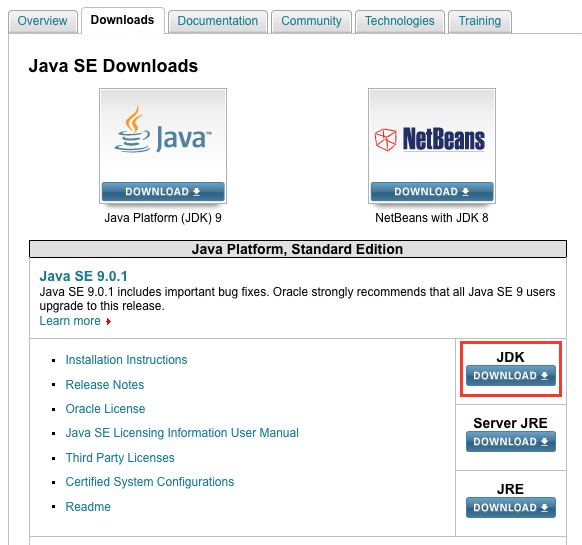 Overview Downloads Documentation Community Technologies Training
Java SE Downloads
Java™
DOWNLOAD
Java Platform (JDK) 9
NetBeans
DOWNLOAD
NetBeans with JDK 8
Java Platform, Standard Edition
Java SE 9.0.1
Java SE 9.0.1 includes important bug fixes. Oracle strongly recommends that all Java SE 9 users
upgrade to this release.
Learn more
Installation Instructions
Release Notes
Oracle License
Java SE Licensing Information User Manual
Third Party Licenses
Certified System Configurations
Readme
JDK
DOWNLOAD
Server JRE
DOWNLOAD
JRE
DOWNLOAD